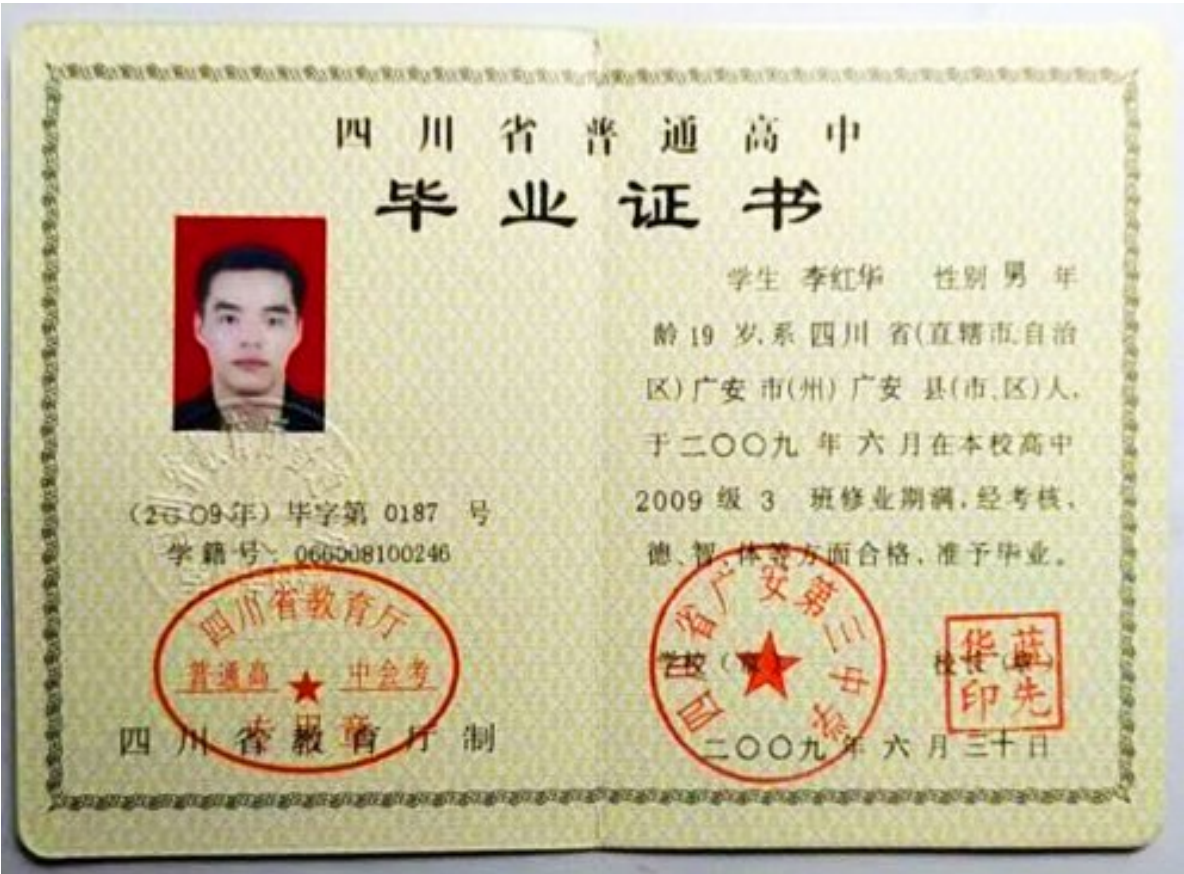 四川省普通高中
毕业证书
学生 李红华 性别 男 年
龄 19 岁,系 四川 省(直辖市、自治
区) 广安 市(州) 广安 县(市、区)人,
于二〇〇九 年 六 月在本校高中
2009 级 3 班修业期满,经考核,
德、智、体等方面合格,准予毕业。
学校(章) 校长(章)
二〇〇九 年 六 月 三十 日
(2009年) 毕字第 0187 号
学籍号: 066008100246
四川省教育厅
普通高 中会考
专用章
四川省教育厅制
四川省广安第三中学
蓝先
华印